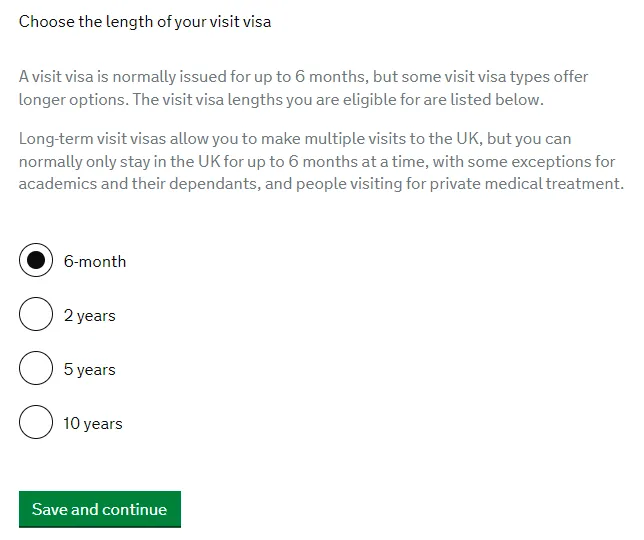 Choose the length of your visit visa
A visit visa is normally issued for up to 6 months, but some visit visa types offer
longer options. The visit visa lengths you are eligible for are listed below.
Long-term visit visas allow you to make multiple visits to the UK, but you can
normally only stay in the UK for up to 6 months at a time, with some exceptions for
academics and their dependants, and people visiting for private medical treatment.
6-month
2 years
5 years
10 years
Save and continue